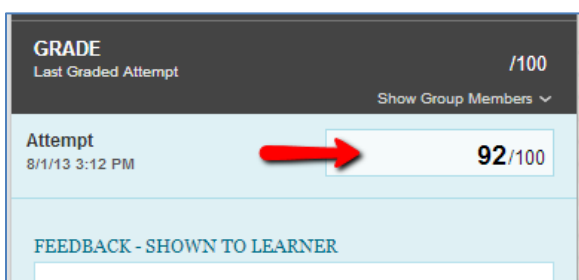 GRADE
Last Graded Attempt
/100
Show Group Members
Attempt
8/1/13 3:12 PM
92/100
FEEDBACK - SHOWN TO LEARNER